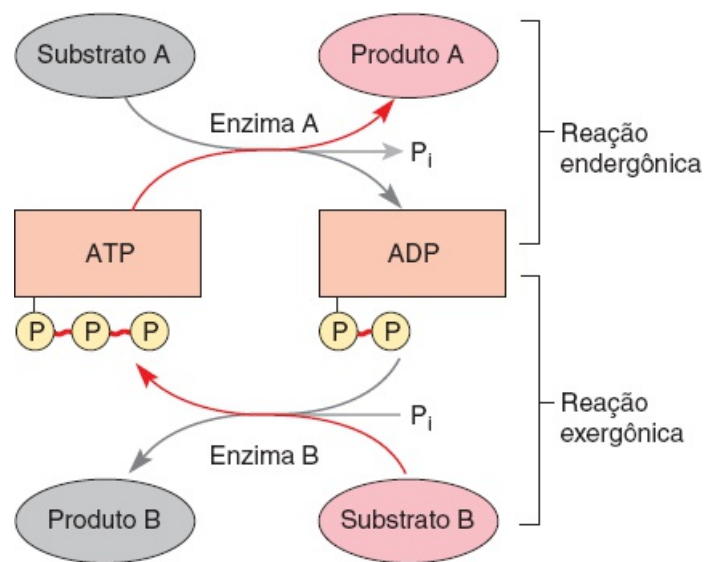 Substrato A
Produto A
Enzima A
Pi
Reação
endergônica
ATP
ADP
P P P
P P
Pi
Reação
exergônica
Enzima B
Produto B
Substrato B